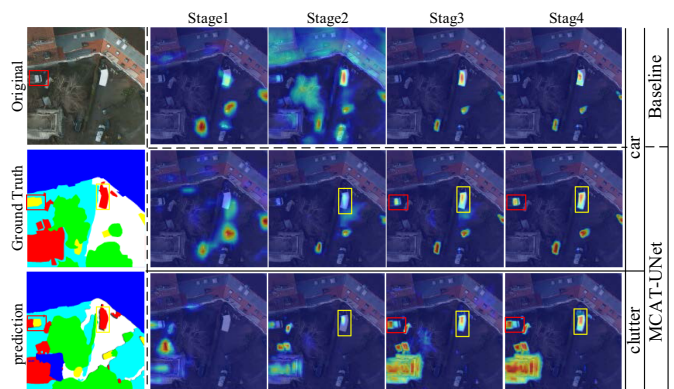 Stage1 Stage2 Stag3 Stag4
Original
Ground Truth
prediction
car
clutter
Baseline
MCAT-UNet